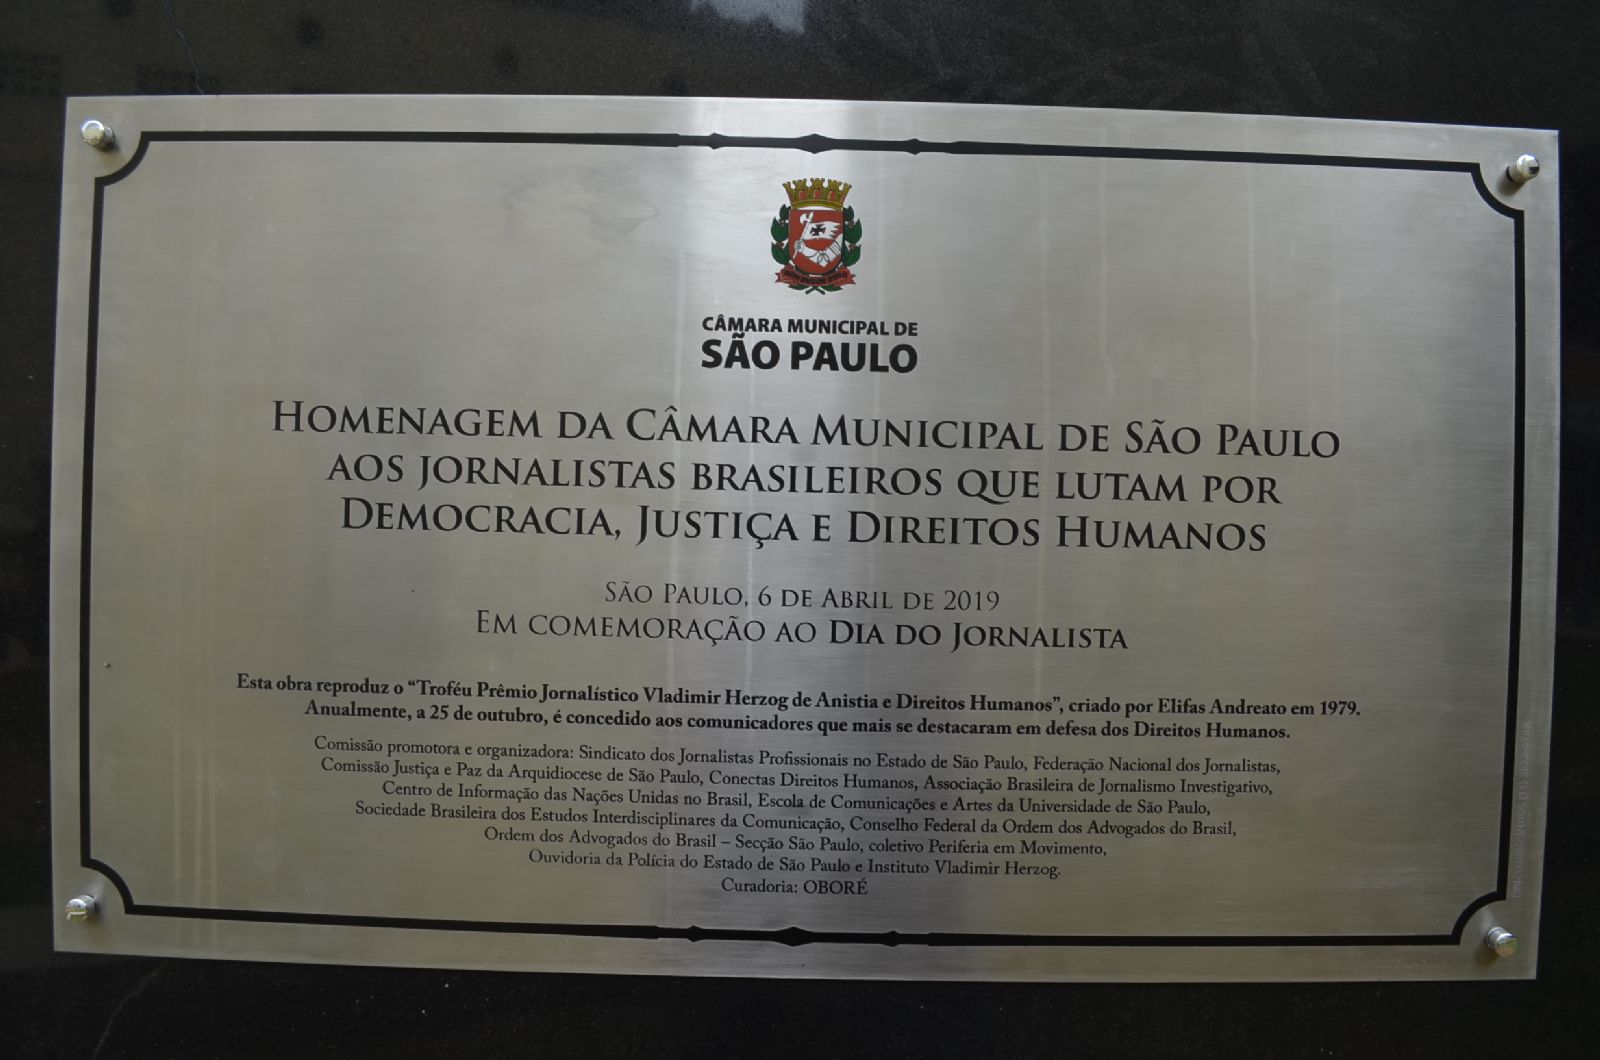 CÂMARA MUNICIPAL DE
SÃO PAULO
HOMENAGEM DA CÂMARA MUNICIPAL DE SÃO PAULO
AOS JORNALISTAS BRASILEIROS QUE LUTAM POR
DEMOCRACIA, JUSTIÇA E DIREITOS HUMANOS
SÃO PAULO, 6 DE ABRIL DE 2019
EM COMEMORAÇÃO AO DIA DO JORNALISTA
Esta obra reproduz o “Troféu Prêmio Jornalístico Vladimir Herzog de Anistia e Direitos Humanos”, criado por Elifas Andreato em 1979.
Anualmente, a 25 de outubro, é concedido aos comunicadores que mais se destacaram em defesa dos Direitos Humanos.
Comissão promotora e organizadora: Sindicato dos Jornalistas Profissionais no Estado de São Paulo, Federação Nacional dos Jornalistas,
Comissão Justiça e Paz da Arquidiocese de São Paulo, Conectas Direitos Humanos, Associação Brasileira de Jornalismo Investigativo,
Centro de Informação das Nações Unidas no Brasil, Escola de Comunicações e Artes da Universidade de São Paulo,
Sociedade Brasileira dos Estudos Interdisciplinares da Comunicação, Conselho Federal da Ordem dos Advogados do Brasil,
Ordem dos Advogados do Brasil – Secção São Paulo, coletivo Periferia em Movimento,
Ouvidoria da Polícia do Estado de São Paulo e Instituto Vladimir Herzog.
Curadoria: OBORÉ